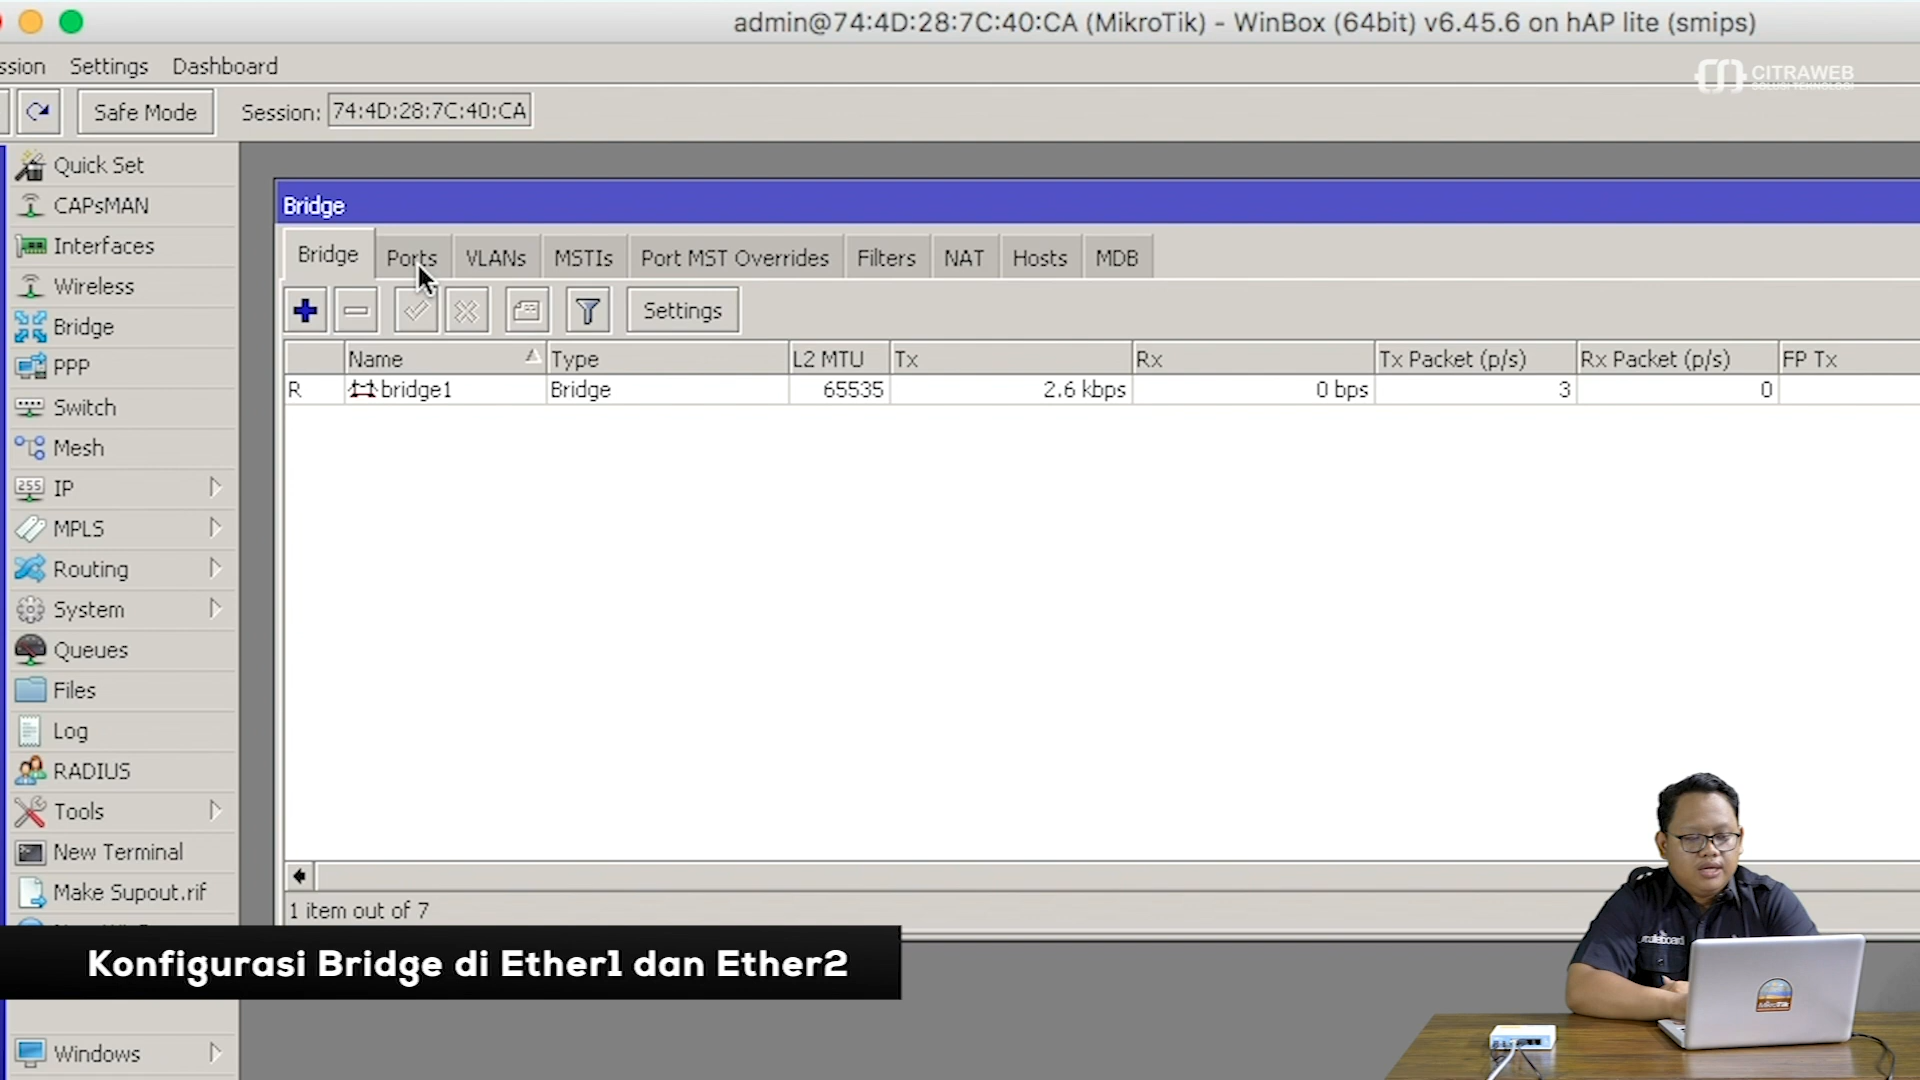 admin@74:4D:28:7C:40:CA (MikroTik) - WinBox (64bit) v6.45.6 on hAP lite (smips)
ssion Settings Dashboard
CITRAWEB
SOLUSI TEKNOLOGI
Safe Mode Session: 74:4D:28:7C:40:CA
Quick Set
CAPsMAN
Interfaces
Wireless
Bridge
PPP
Switch
Mesh
IP
MPLS
Routing
System
Queues
Files
Log
RADIUS
Tools
New Terminal
Make Supout.rif
Windows
Bridge
Bridge Ports VLANs MSTIs Port MST Overrides Filters NAT Hosts MDB
Settings
Name Type L2 MTU Tx Rx Tx Packet (p/s) Rx Packet (p/s) FP Tx
R bridge1 Bridge 65535 2.6 kbps 0 bps 3 0
1 item out of 7
Konfigurasi Bridge di Ether1 dan Ether2